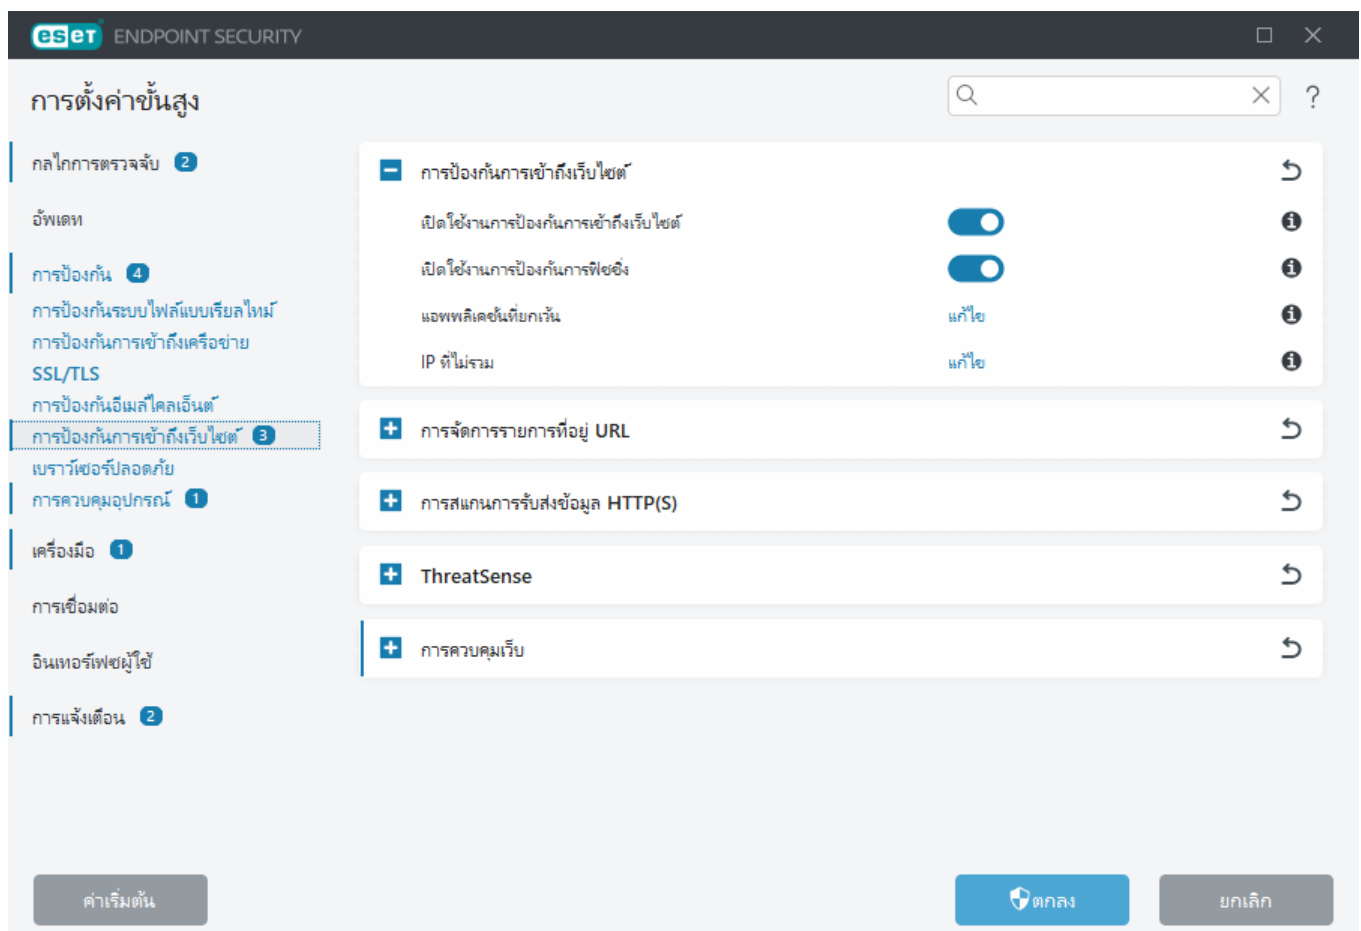 eset ENDPOINT SECURITY
การตั้งค่าขั้นสูง
?
กลไกการตรวจจับ 2
อัพเดท
การป้องกัน 4
การป้องกันระบบไฟล์แบบเรียลไทม์
การป้องกันการเข้าถึงเครือข่าย
SSL/TLS
การป้องกันอีเมลไคลเอ็นต์
การป้องกันการเข้าถึงเว็บไซต์ 3
เบราว์เซอร์ปลอดภัย
การควบคุมอุปกรณ์ 1
เครื่องมือ 1
การเชื่อมต่อ
อินเทอร์เฟซผู้ใช้
การแจ้งเตือน 2
การป้องกันการเข้าถึงเว็บไซต์
เปิดใช้งานการป้องกันการเข้าถึงเว็บไซต์
เปิดใช้งานการป้องกันการฟิชชิ่ง
แอพพลิเคชันที่ยกเว้น แก้ไข
IP ที่ไม่รวม แก้ไข
การจัดการรายการที่อยู่ URL
การสแกนการรับส่งข้อมูล HTTP(S)
ThreatSense
การควบคุมเว็บ
ค่าเริ่มต้น
ตกลง
ยกเลิก